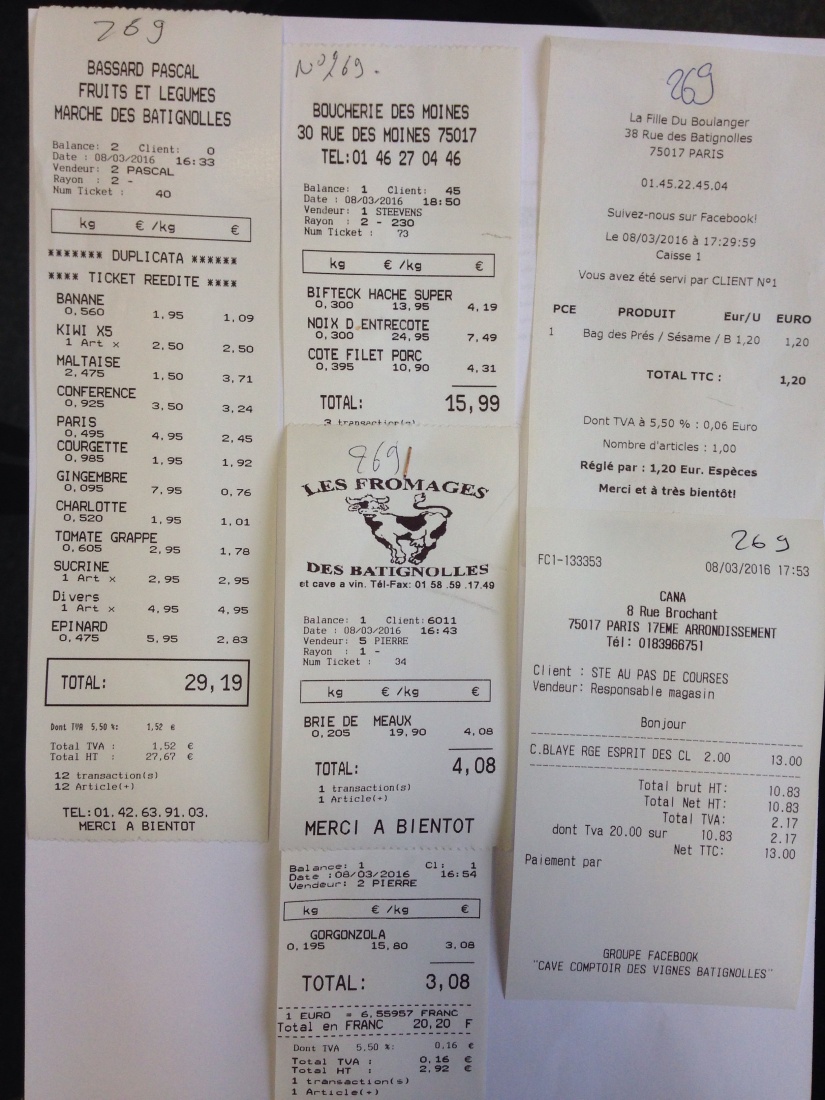 269
BASSARD PASCAL
FRUITS ET LEGUMES
MARCHE DES BATIGNOLLES
Balance: 2 Client: 0
Date : 08/03/2016 16:33
Vendeur: 2 PASCAL
Rayon : 2 -
Num Ticket : 40
kg € /kg €
******* DUPLICATA ******
**** TICKET REEDITE ****
BANANE
0,560 1,95 1,09
KIWI X5
1 Art x 2,50 2,50
MALTAISE
2,475 1,50 3,71
CONFERENCE
0,925 3,50 3,24
PARIS
0,495 4,95 2,45
COURGETTE
0,985 1,95 1,92
GINGEMBRE
0,095 7,95 0,76
CHARLOTTE
0,520 1,95 1,01
TOMATE GRAPPE
0,605 2,95 1,78
SUCRINE
1 Art x 2,95 2,95
Divers
1 Art x 4,95 4,95
EPINARD
0,475 5,95 2,83
TOTAL: 29,19
Dont TVA 5,50 %: 1,52 €
Total TVA : 1,52 €
Total HT : 27,67 €
12 transaction(s)
12 Article(+)
TEL:01.42.63.91.03.
MERCI A BIENTOT
N°269.
BOUCHERIE DES MOINES
30 RUE DES MOINES 75017
TEL:01 46 27 04 46
Balance: 1 Client: 45
Date : 08/03/2016 18:50
Vendeur: 1 STEEVENS
Rayon : 2 - 230
Num Ticket : 73
kg € /kg €
BIFTECK HACHE SUPER
0,300 13,95 4,19
NOIX D ENTRECOTE
0,300 24,95 7,49
COTE FILET PORC
0,395 10,90 4,31
TOTAL: 15,99
3 transaction(s)
269
LES FROMAGES
DES BATIGNOLLES
et cave a vin. Tél-Fax: 01 58 .59 .17.49
Balance: 1 Client:6011
Date : 08/03/2016 16:43
Vendeur: 5 PIERRE
Rayon : 1 -
Num Ticket : 34
kg € /kg €
BRIE DE MEAUX
0,205 19,90 4,08
TOTAL: 4,08
1 transaction(s)
1 Article(+)
MERCI A BIENTOT
Balance: 1 Cl: 1
Date :08/03/2016 16:54
Vendeur: 2 PIERRE
kg € /kg €
GORGONZOLA
0,195 15,80 3,08
TOTAL: 3,08
1 EURO = 6,55957 FRANC
Total en FRANC 20,20 F
Dont TVA 5,50 %: 0,16 €
Total TVA : 0,16 €
Total HT : 2,92 €
1 transaction(s)
1 Article(+)
269
La Fille Du Boulanger
38 Rue des Batignolles
75017 PARIS
01.45.22.45.04
Suivez-nous sur Facebook!
Le 08/03/2016 à 17:29:59
Caisse 1
Vous avez été servi par CLIENT N°1
PCE PRODUIT Eur/U EURO
1 Bag des Prés / Sésame / B 1,20 1,20
TOTAL TTC : 1,20
Dont TVA à 5,50 % : 0,06 Euro
Nombre d'articles : 1,00
Réglé par : 1,20 Eur. Espèces
Merci et à très bientôt!
269
FC1-133353 08/03/2016 17:53
CANA
8 Rue Brochant
75017 PARIS 17EME ARRONDISSEMENT
Tél: 0183966751
Client : STE AU PAS DE COURSES
Vendeur: Responsable magasin
Bonjour
C.BLAYE RGE ESPRIT DES CL 2.00 13.00
Total brut HT: 10.83
Total Net HT: 10.83
Total TVA: 2.17
dont Tva 20.00 sur 10.83 2.17
Net TTC: 13.00
Paiement par
GROUPE FACEBOOK
"CAVE COMPTOIR DES VIGNES BATIGNOLLES"